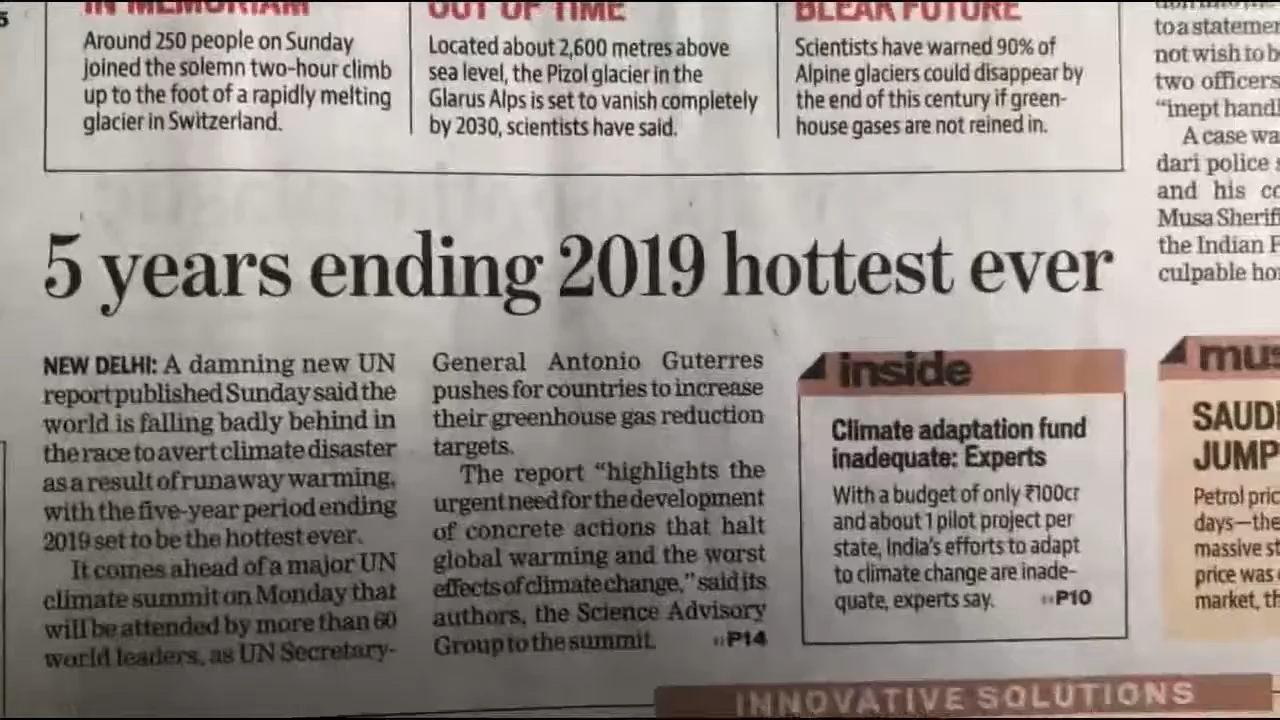 IN MEMORIAM
Around 250 people on Sunday
joined the solemn two-hour climb
up to the foot of a rapidly melting
glacier in Switzerland.
OUT OF TIME
Located about 2,600 metres above
sea level, the Pizol glacier in the
Glarus Alps is set to vanish completely
by 2030, scientists have said.
BLEAK FUTURE
Scientists have warned 90% of
Alpine glaciers could disappear by
the end of this century if green-
house gases are not reined in.
5 years ending 2019 hottest ever
NEW DELHI: A damning new UN
report published Sunday said the
world is falling badly behind in
the race to avert climate disaster
as a result of runaway warming,
with the five-year period ending
2019 set to be the hottest ever.
It comes ahead of a major UN
climate summit on Monday that
will be attended by more than 60
world leaders, as UN Secretary-
General Antonio Guterres
pushes for countries to increase
their greenhouse gas reduction
targets.
The report “highlights the
urgent need for the development
of concrete actions that halt
global warming and the worst
effects of climate change,” said its
authors, the Science Advisory
Group to the summit. P14
inside
Climate adaptation fund
inadequate: Experts
With a budget of only ₹100cr
and about 1 pilot project per
state, India's efforts to adapt
to climate change are inade-
quate, experts say. P10
to a
not wish to
two officers
“inept
A case
dari police
and his
Musa
the Indian
culpable
JUMP
Petrol
days—the
massive
price was
market,
INNOVATIVE SOLUTIONS